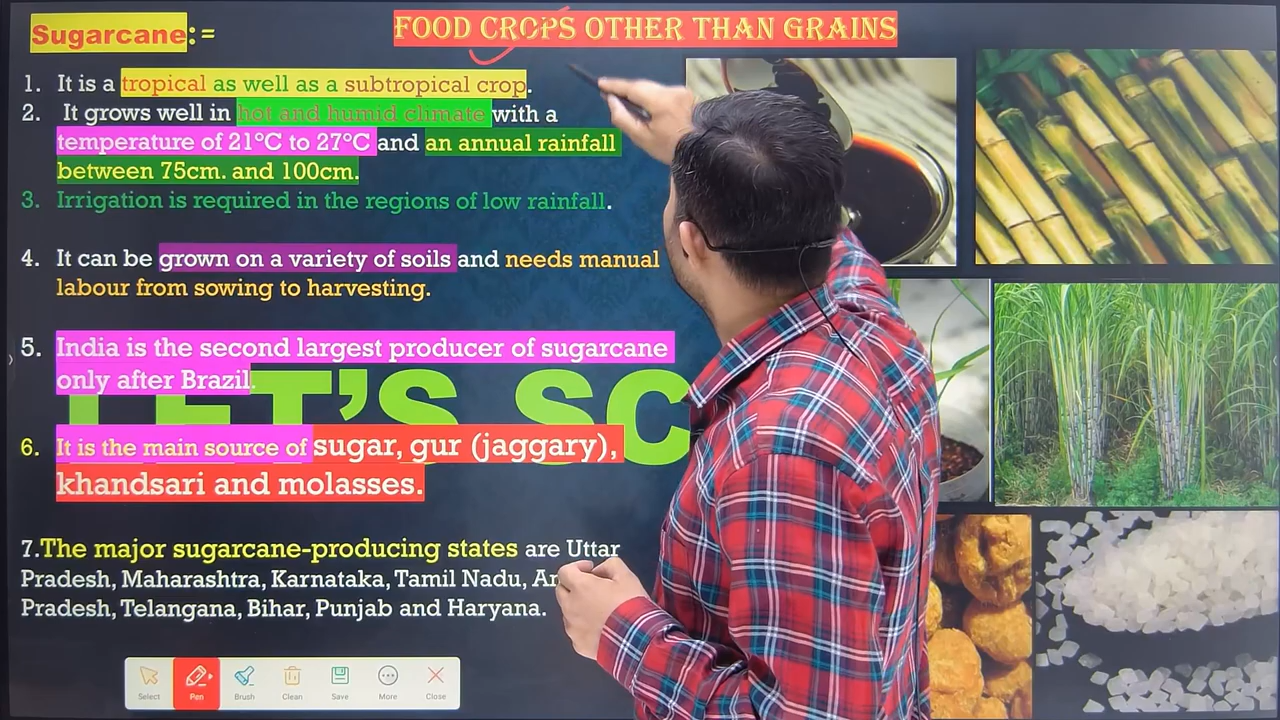 FOOD CROPS OTHER THAN GRAINS
Sugarcane:=
1. It is a tropical as well as a subtropical crop.
2. It grows well in hot and humid climate with a
temperature of 21°C to 27°C and an annual rainfall
between 75cm. and 100cm.
3. Irrigation is required in the regions of low rainfall.
4. It can be grown on a variety of soils and needs manual
labour from sowing to harvesting.
5. India is the second largest producer of sugarcane
only after Brazil.
LET'S SC
6. It is the main source of sugar, gur (jaggary),
khandsari and molasses.
7.The major sugarcane-producing states are Uttar
Pradesh, Maharashtra, Karnataka, Tamil Nadu,
Pradesh, Telangana, Bihar, Punjab and Haryana.
Select Pen Brush Clean Save More Close